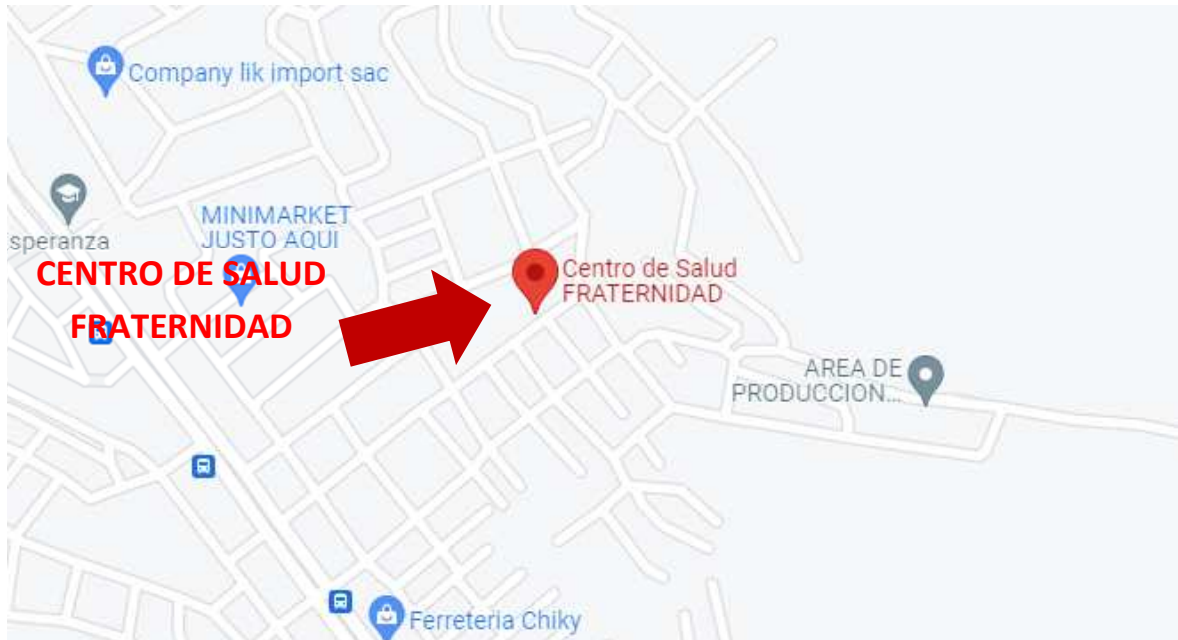 Company lik import sac
MINIMARKET
JUSTO AQUI
speranza
CENTRO DE SALUD
FRATERNIDAD
Centro de Salud
FRATERNIDAD
AREA DE
PRODUCCION...
Ferreteria Chiky